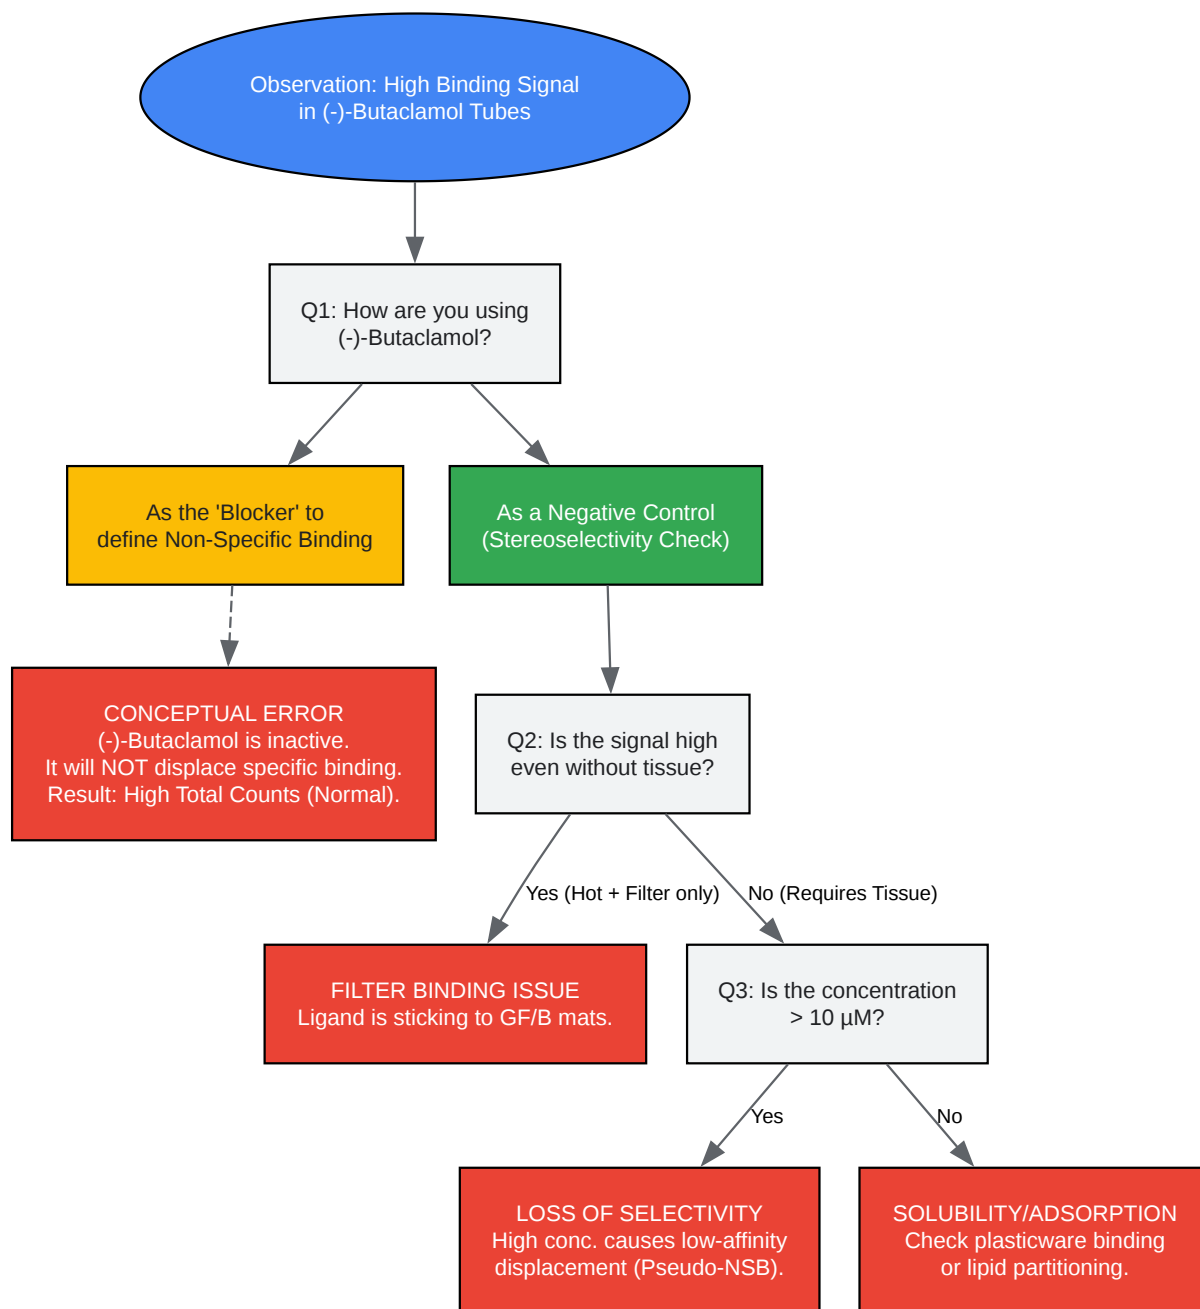 Observation: High Binding Signal
in (-)-Butaclamol Tubes
Q1: How are you using
(-)-Butaclamol?
As the 'Blocker' to
define Non-Specific Binding
As a Negative Control
(Stereoselectivity Check)
CONCEPTUAL ERROR
(-)-Butaclamol is inactive.
It will NOT displace specific binding.
Result: High Total Counts (Normal).
Q2: Is the signal high
even without tissue?
Yes (Hot + Filter only)
No (Requires Tissue)
FILTER BINDING ISSUE
Ligand is sticking to GF/B mats.
Q3: Is the concentration
> 10 µM?
Yes
No
LOSS OF SELECTIVITY
High conc. causes low-affinity
displacement (Pseudo-NSB).
SOLUBILITY/ADSORPTION
Check plasticware binding
or lipid partitioning.